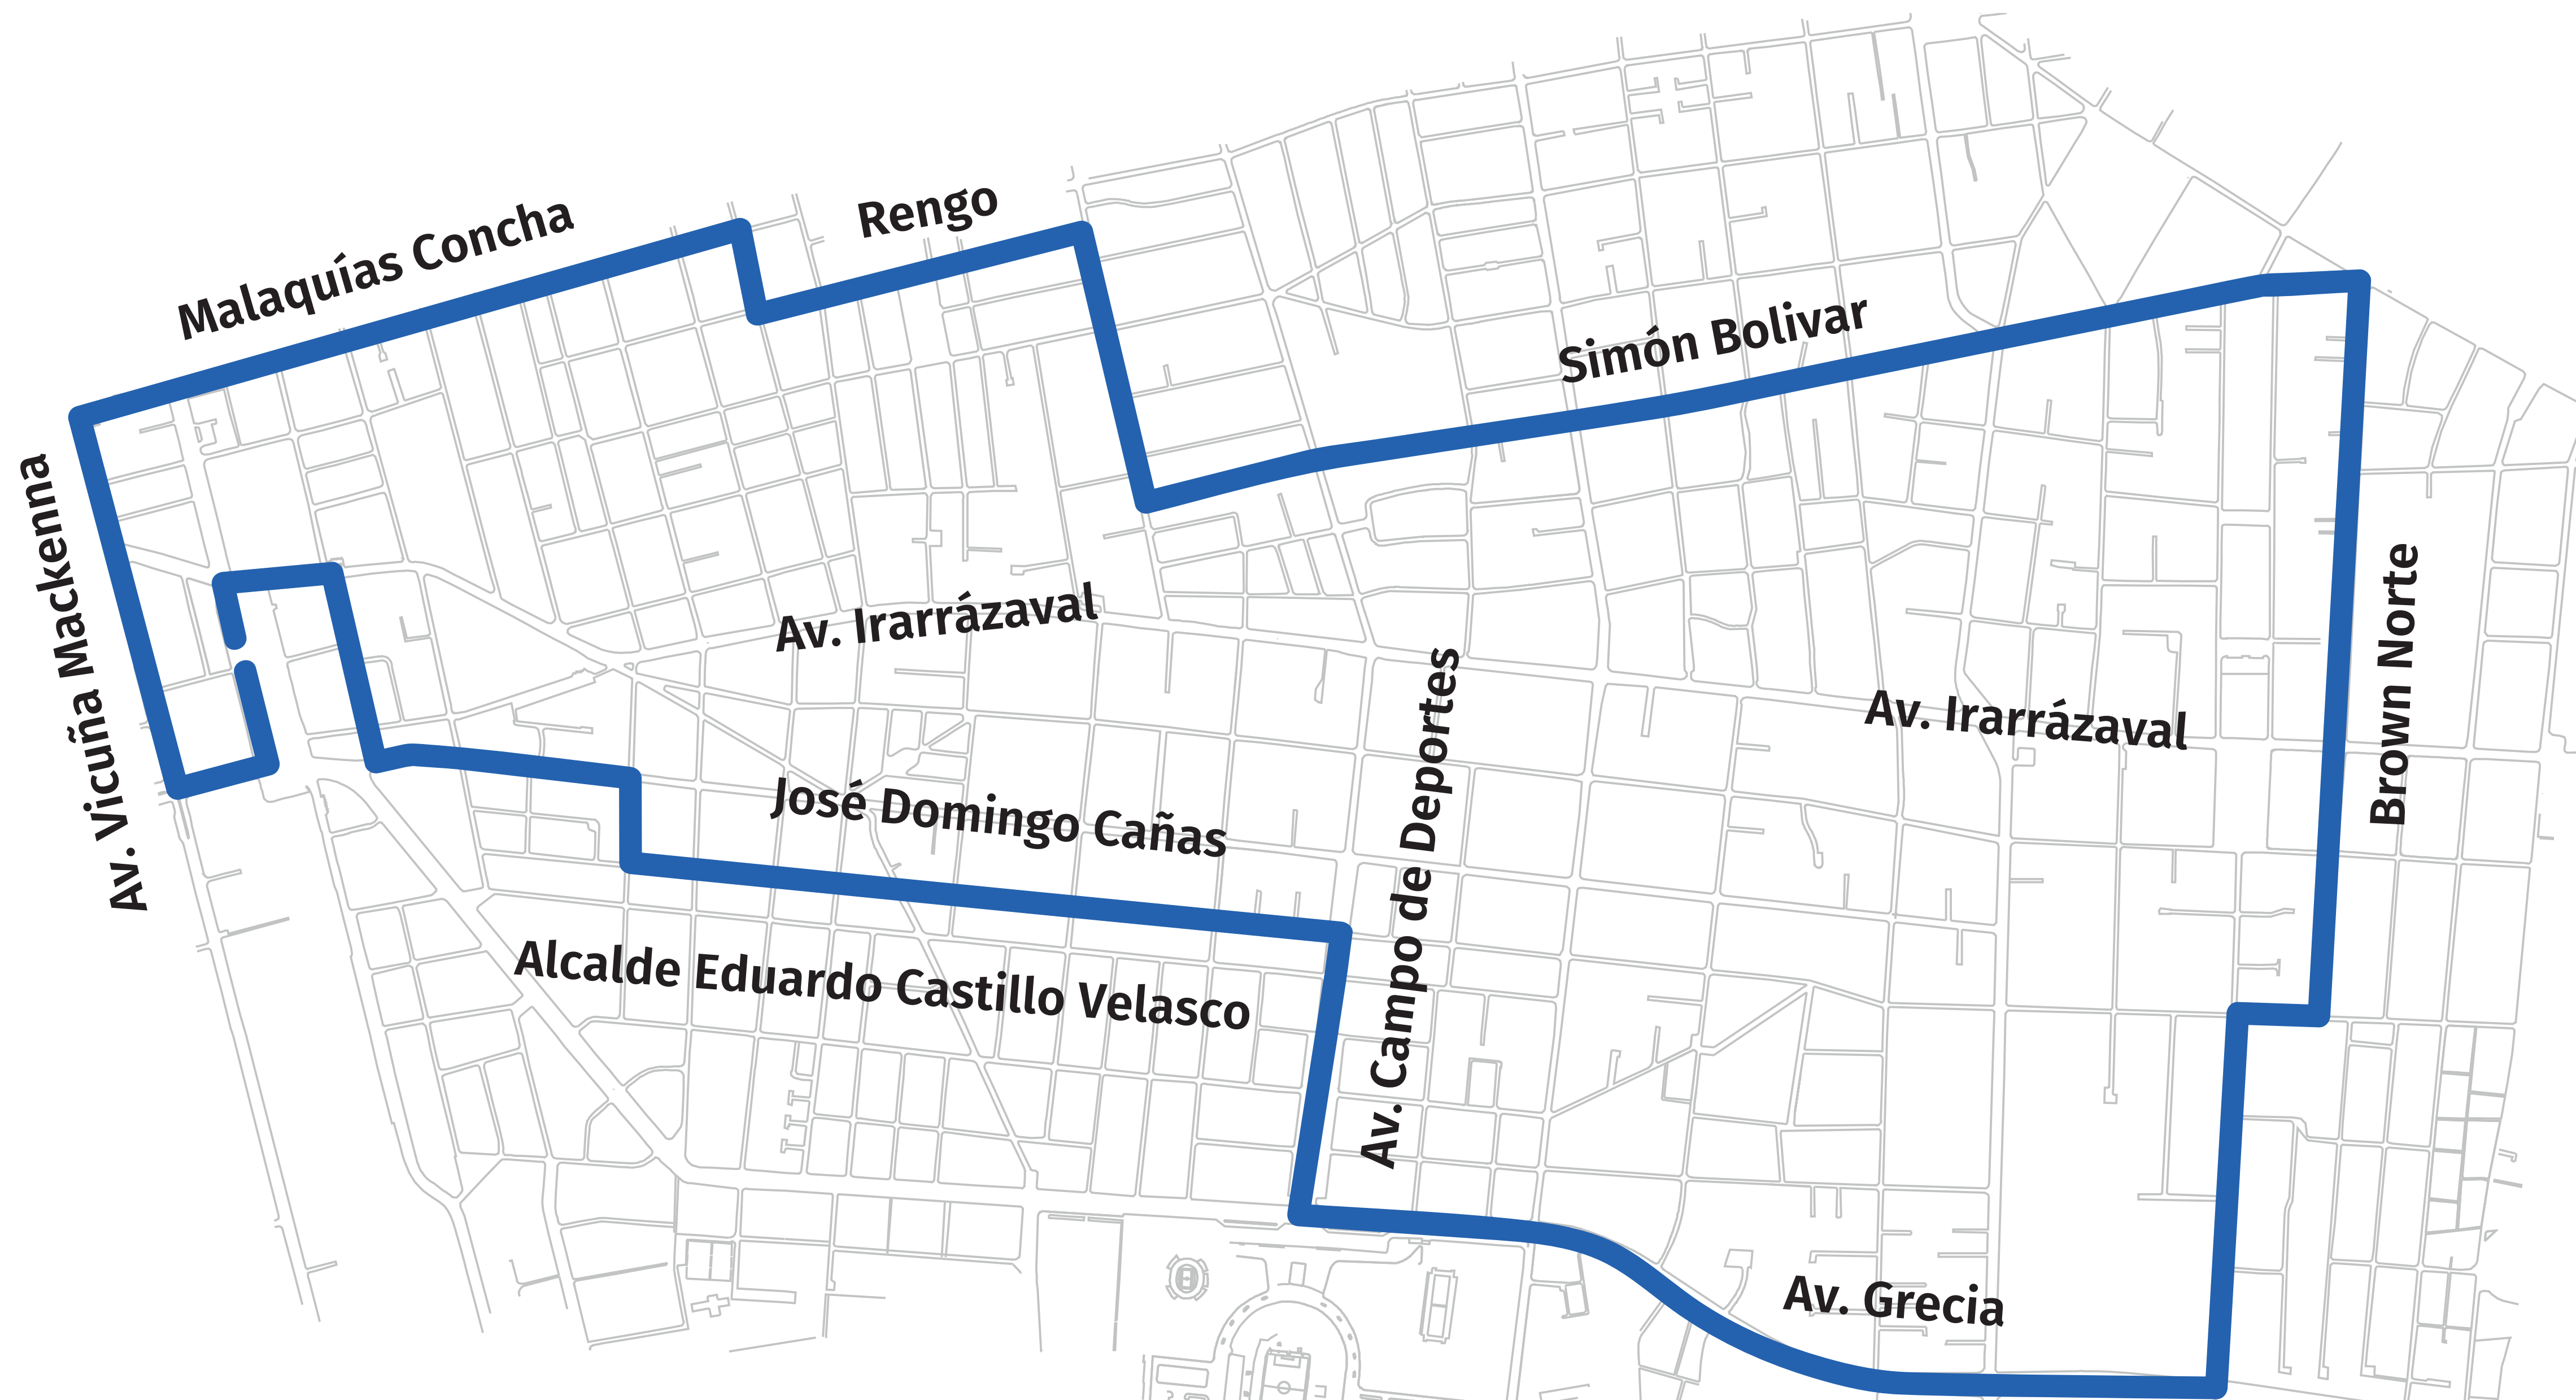 Malaquías Concha
Rengo
Simón Bolivar
Av. Vicuña Mackenna
Av. Irarrázaval
Av. Irarrázaval
Brown Norte
José Domingo Cañas
Av. Campo de Deportes
Alcalde Eduardo Castillo Velasco
Av. Grecia